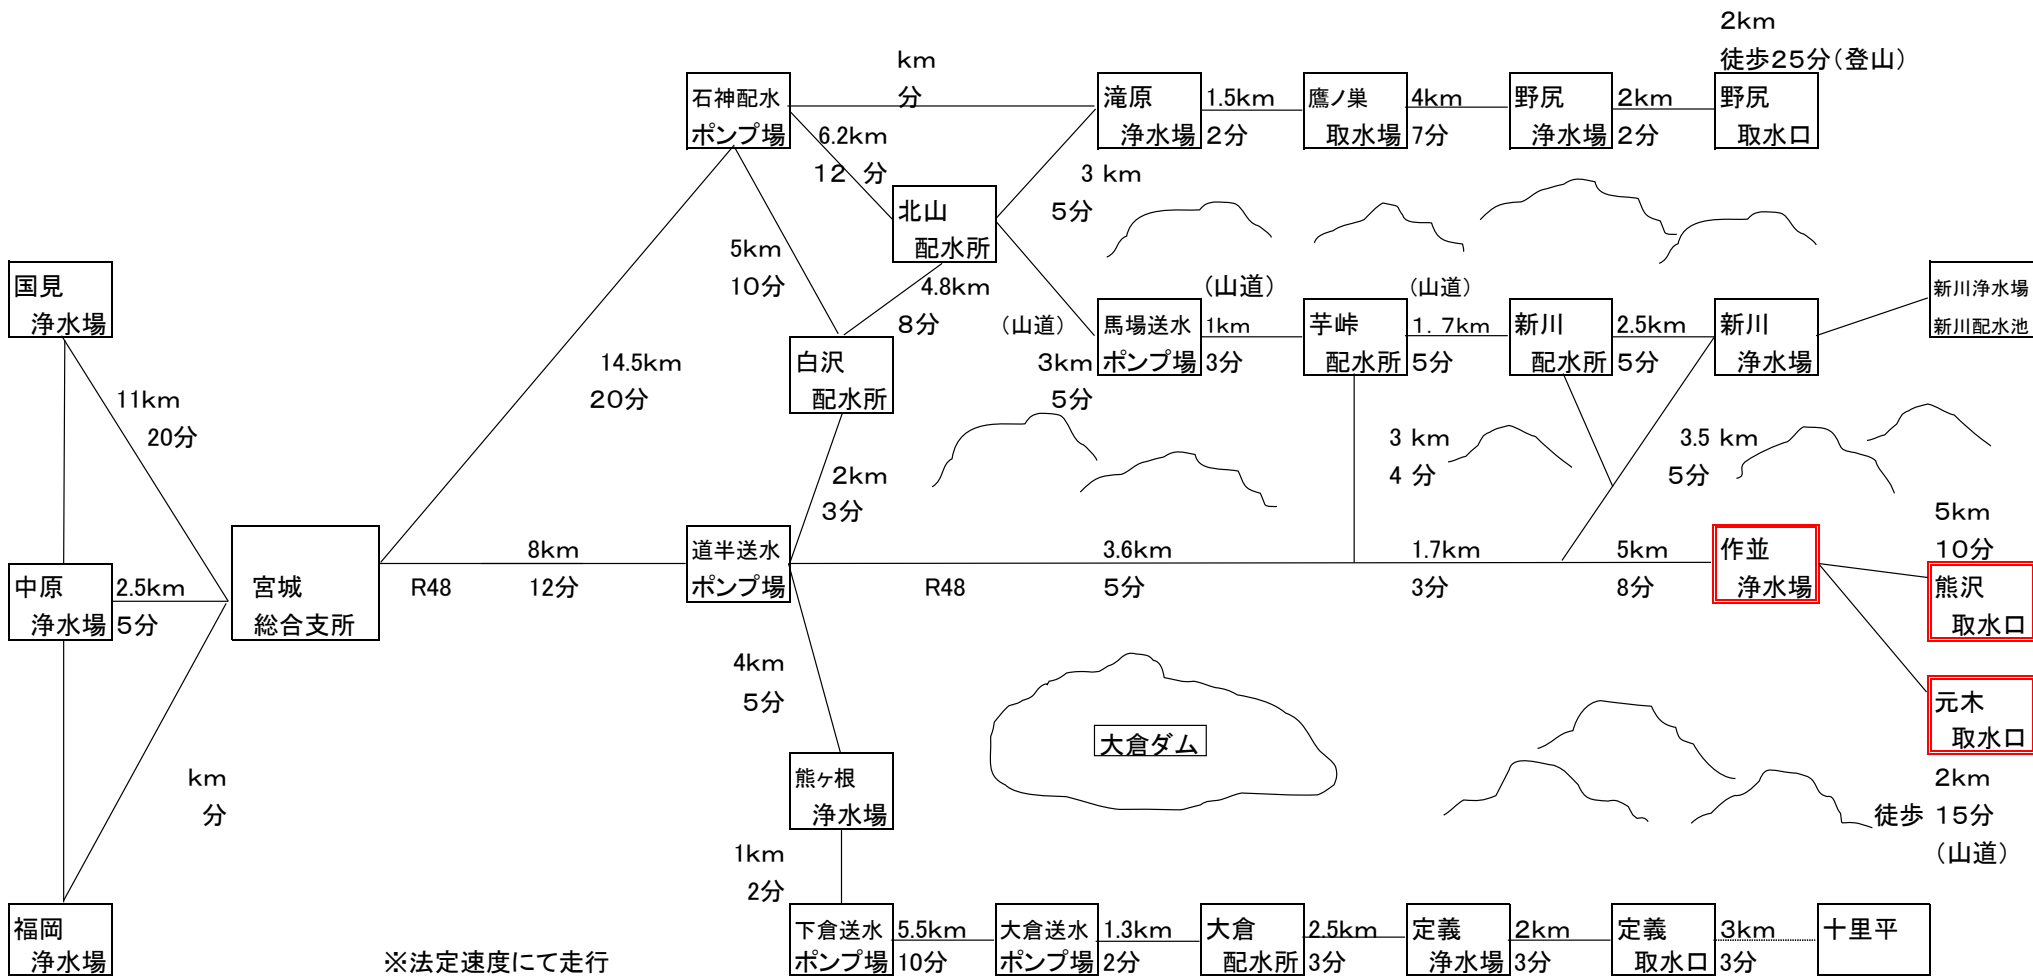 2km
徒歩25分（登山）
km
分
石神配水
ポンプ場
滝原
浄水場
1.5km
2分
鷹ノ巣
取水場
4km
7分
野尻
浄水場
2km
2分
野尻
取水口
6.2km
12 分
3 km
5分
北山
配水所
5km
10分
4.8km
8分
国見
浄水場
(山道)
3km
5分
馬場送水
ポンプ場
(山道)
1km
3分
芋峠
配水所
(山道)
1. 7km
5分
新川
配水所
2.5km
5分
新川
浄水場
新川浄水場
新川配水池
14.5km
20分
白沢
配水所
11km
20分
2km
3分
3 km
4 分
3.5 km
5分
中原
浄水場
2.5km
5分
宮城
総合支所
R48
8km
12分
道半送水
ポンプ場
R48
3.6km
5分
1.7km
3分
5km
8分
作並
浄水場
5km
10分
熊沢
取水口
元木
取水口
2km
徒歩 15分
(山道)
4km
5分
大倉ダム
km
分
熊ヶ根
浄水場
1km
2分
福岡
浄水場
※法定速度にて走行
下倉送水
ポンプ場
5.5km
10分
大倉送水
ポンプ場
1.3km
2分
大倉
配水所
2.5km
3分
定義
浄水場
2km
3分
定義
取水口
3km
3分
十里平